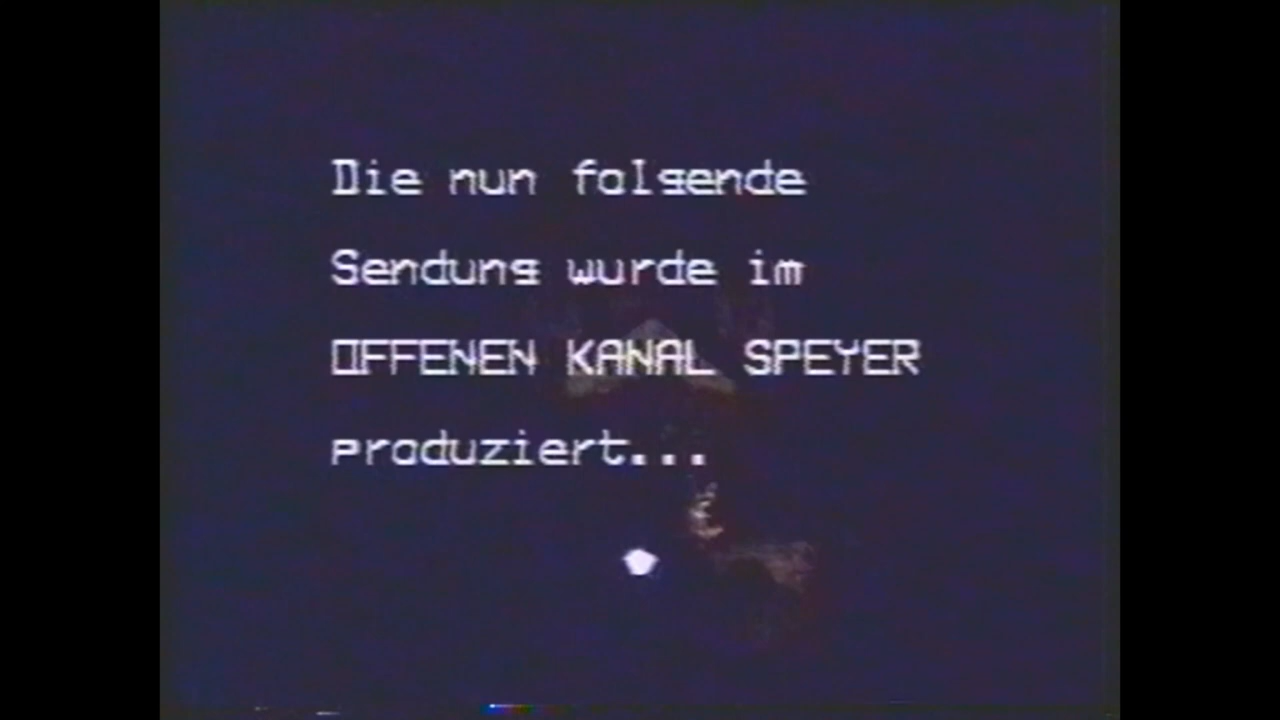 Die nun folgende
Sendung wurde im
OFFENEN KANAL SPEYER
produziert...